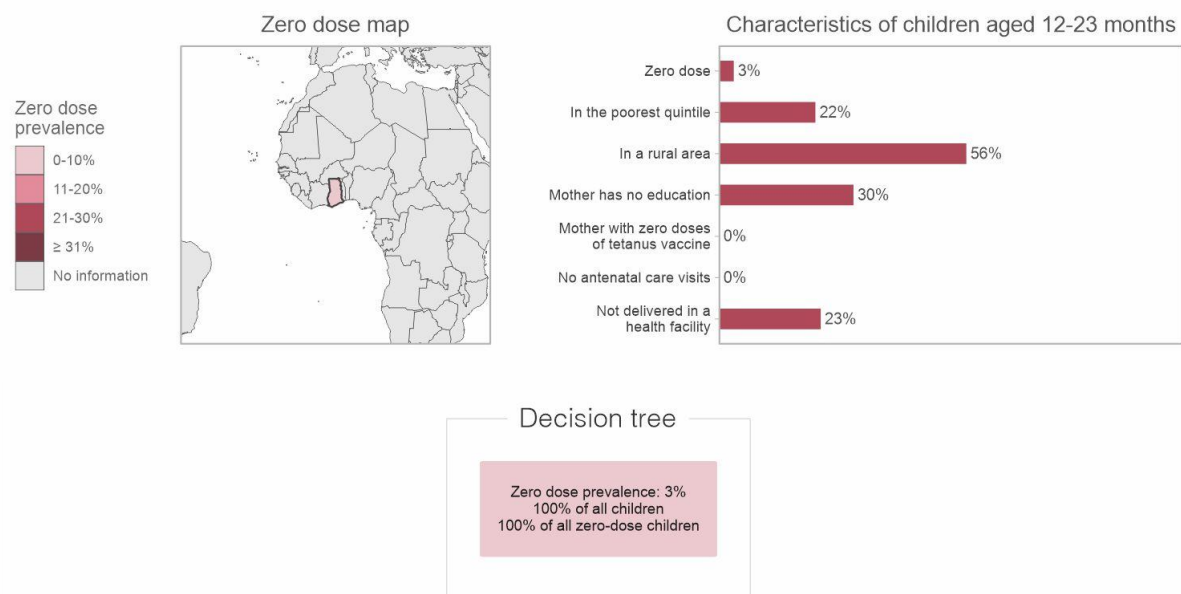 Zero dose map
Zero dose
prevalence
0-10%
11-20%
21-30%
≥ 31%
No information
Characteristics of children aged 12-23 months
Zero dose
3%
In the poorest quintile
22%
In a rural area
56%
Mother has no education
30%
Mother with zero doses
of tetanus vaccine
0%
No antenatal care visits
0%
Not delivered in a
health facility
23%
Decision tree
Zero dose prevalence: 3%
100% of all children
100% of all zero-dose children